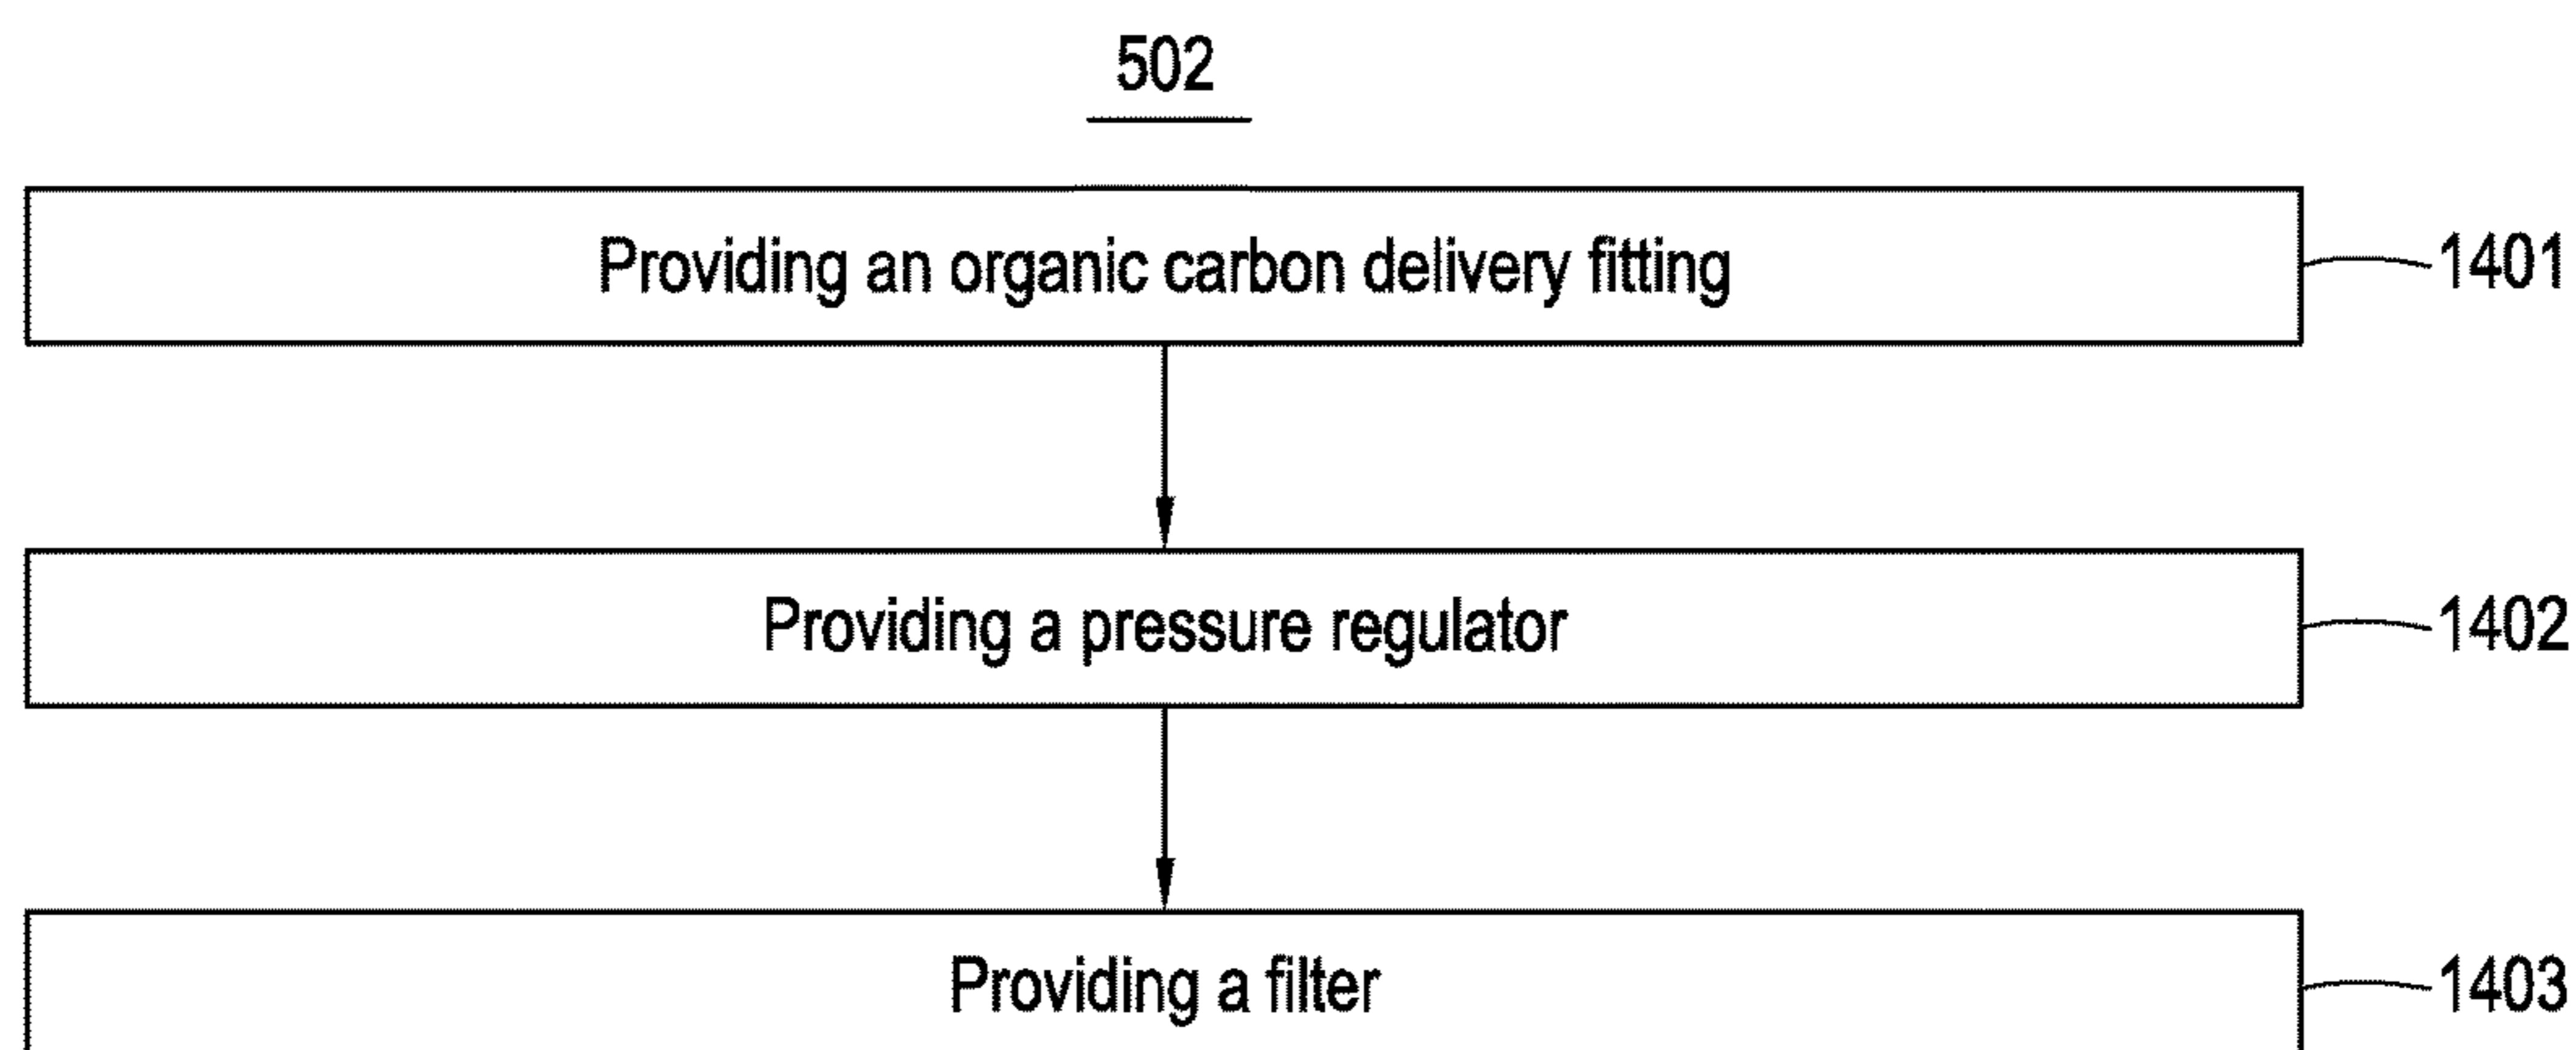 502
Providing an organic carbon delivery fitting
1401
Providing a pressure regulator
1402
Providing a filter
1403